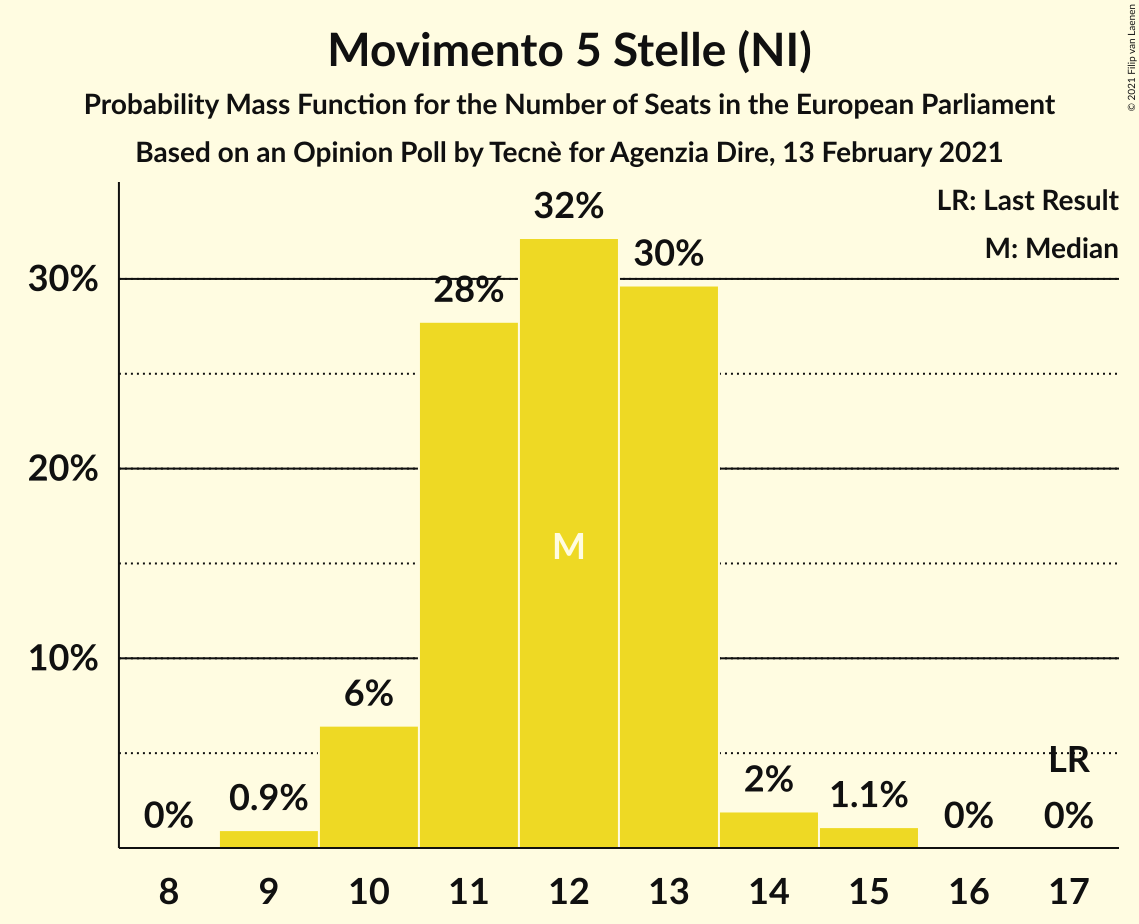 Movimento 5 Stelle (NI)
Probability Mass Function for the Number of Seats in the European Parliament
Based on an Opinion Poll by Tecnè for Agenzia Dire, 13 February 2021
© 2021 Filip van Laenen
LR: Last Result
M: Median
30%
20%
10%
0%
0.9%
6%
28%
32%
30%
2%
1.1%
0%
0%
LR
M
8 9 10 11 12 13 14 15 16 17